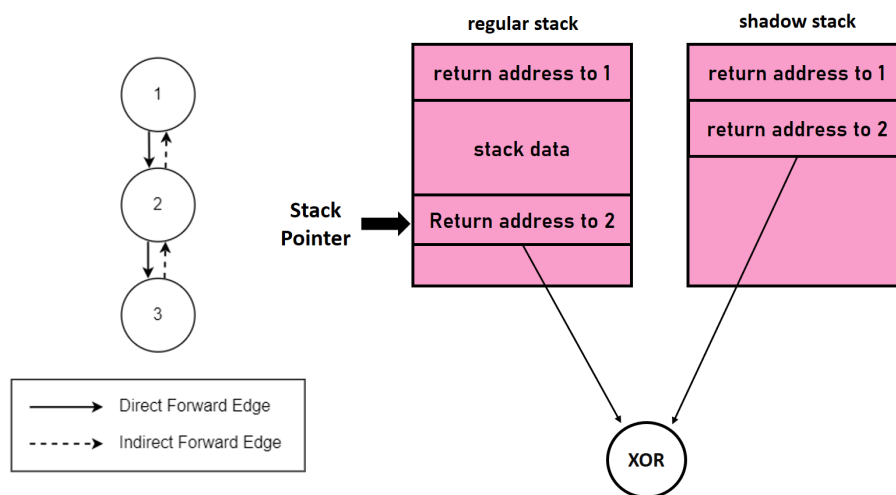 regular stack
shadow stack
1
2
3
return address to 1
stack data
Return address to 2
Stack
Pointer
return address to 1
return address to 2
Direct Forward Edge
Indirect Forward Edge
XOR